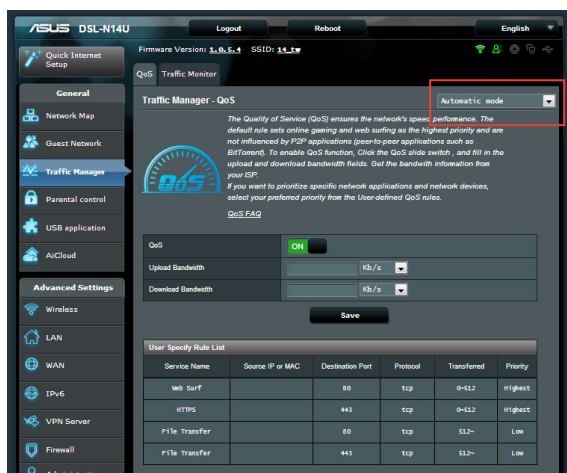 ASUS DSL-N14U
Logout
Reboot
English
Quick Internet
Setup
Firmware Version: 1.0.5.4 SSID: 14_tw
QoS Traffic Monitor
General
Network Map
Guest Network
Traffic Manager
Parental control
USB application
AiCloud
Advanced Settings
Wireless
LAN
WAN
IPv6
VPN Server
Firewall
Traffic Manager - QoS
Automatic mode
The Quality of Service (QoS) ensures the network's speed performance. The
default rule sets online gaming and web surfing as the highest priority and are
not influenced by P2P applications (peer-to-peer applications such as
BitTorrent). To enable QoS function, Click the QoS slide switch , and fill in the
upload and download bandwidth fields. Get the bandwith infomation from
your ISP.
If you want to prioritize specific network applications and network devices,
select your preferred priority from the User-defined QoS rules.
QoS FAQ
QoS
QoS ON
Upload Bandwidth Kb/s
Download Bandwidth Kb/s
Save
User Specify Rule List
Service Name Source IP or MAC Destination Port Protocol Transferred Priority
Web Surf 80 tcp 0~512 Highest
HTTPS 443 tcp 0~512 Highest
File Transfer 80 tcp 512~ Low
File Transfer 443 tcp 512~ Low